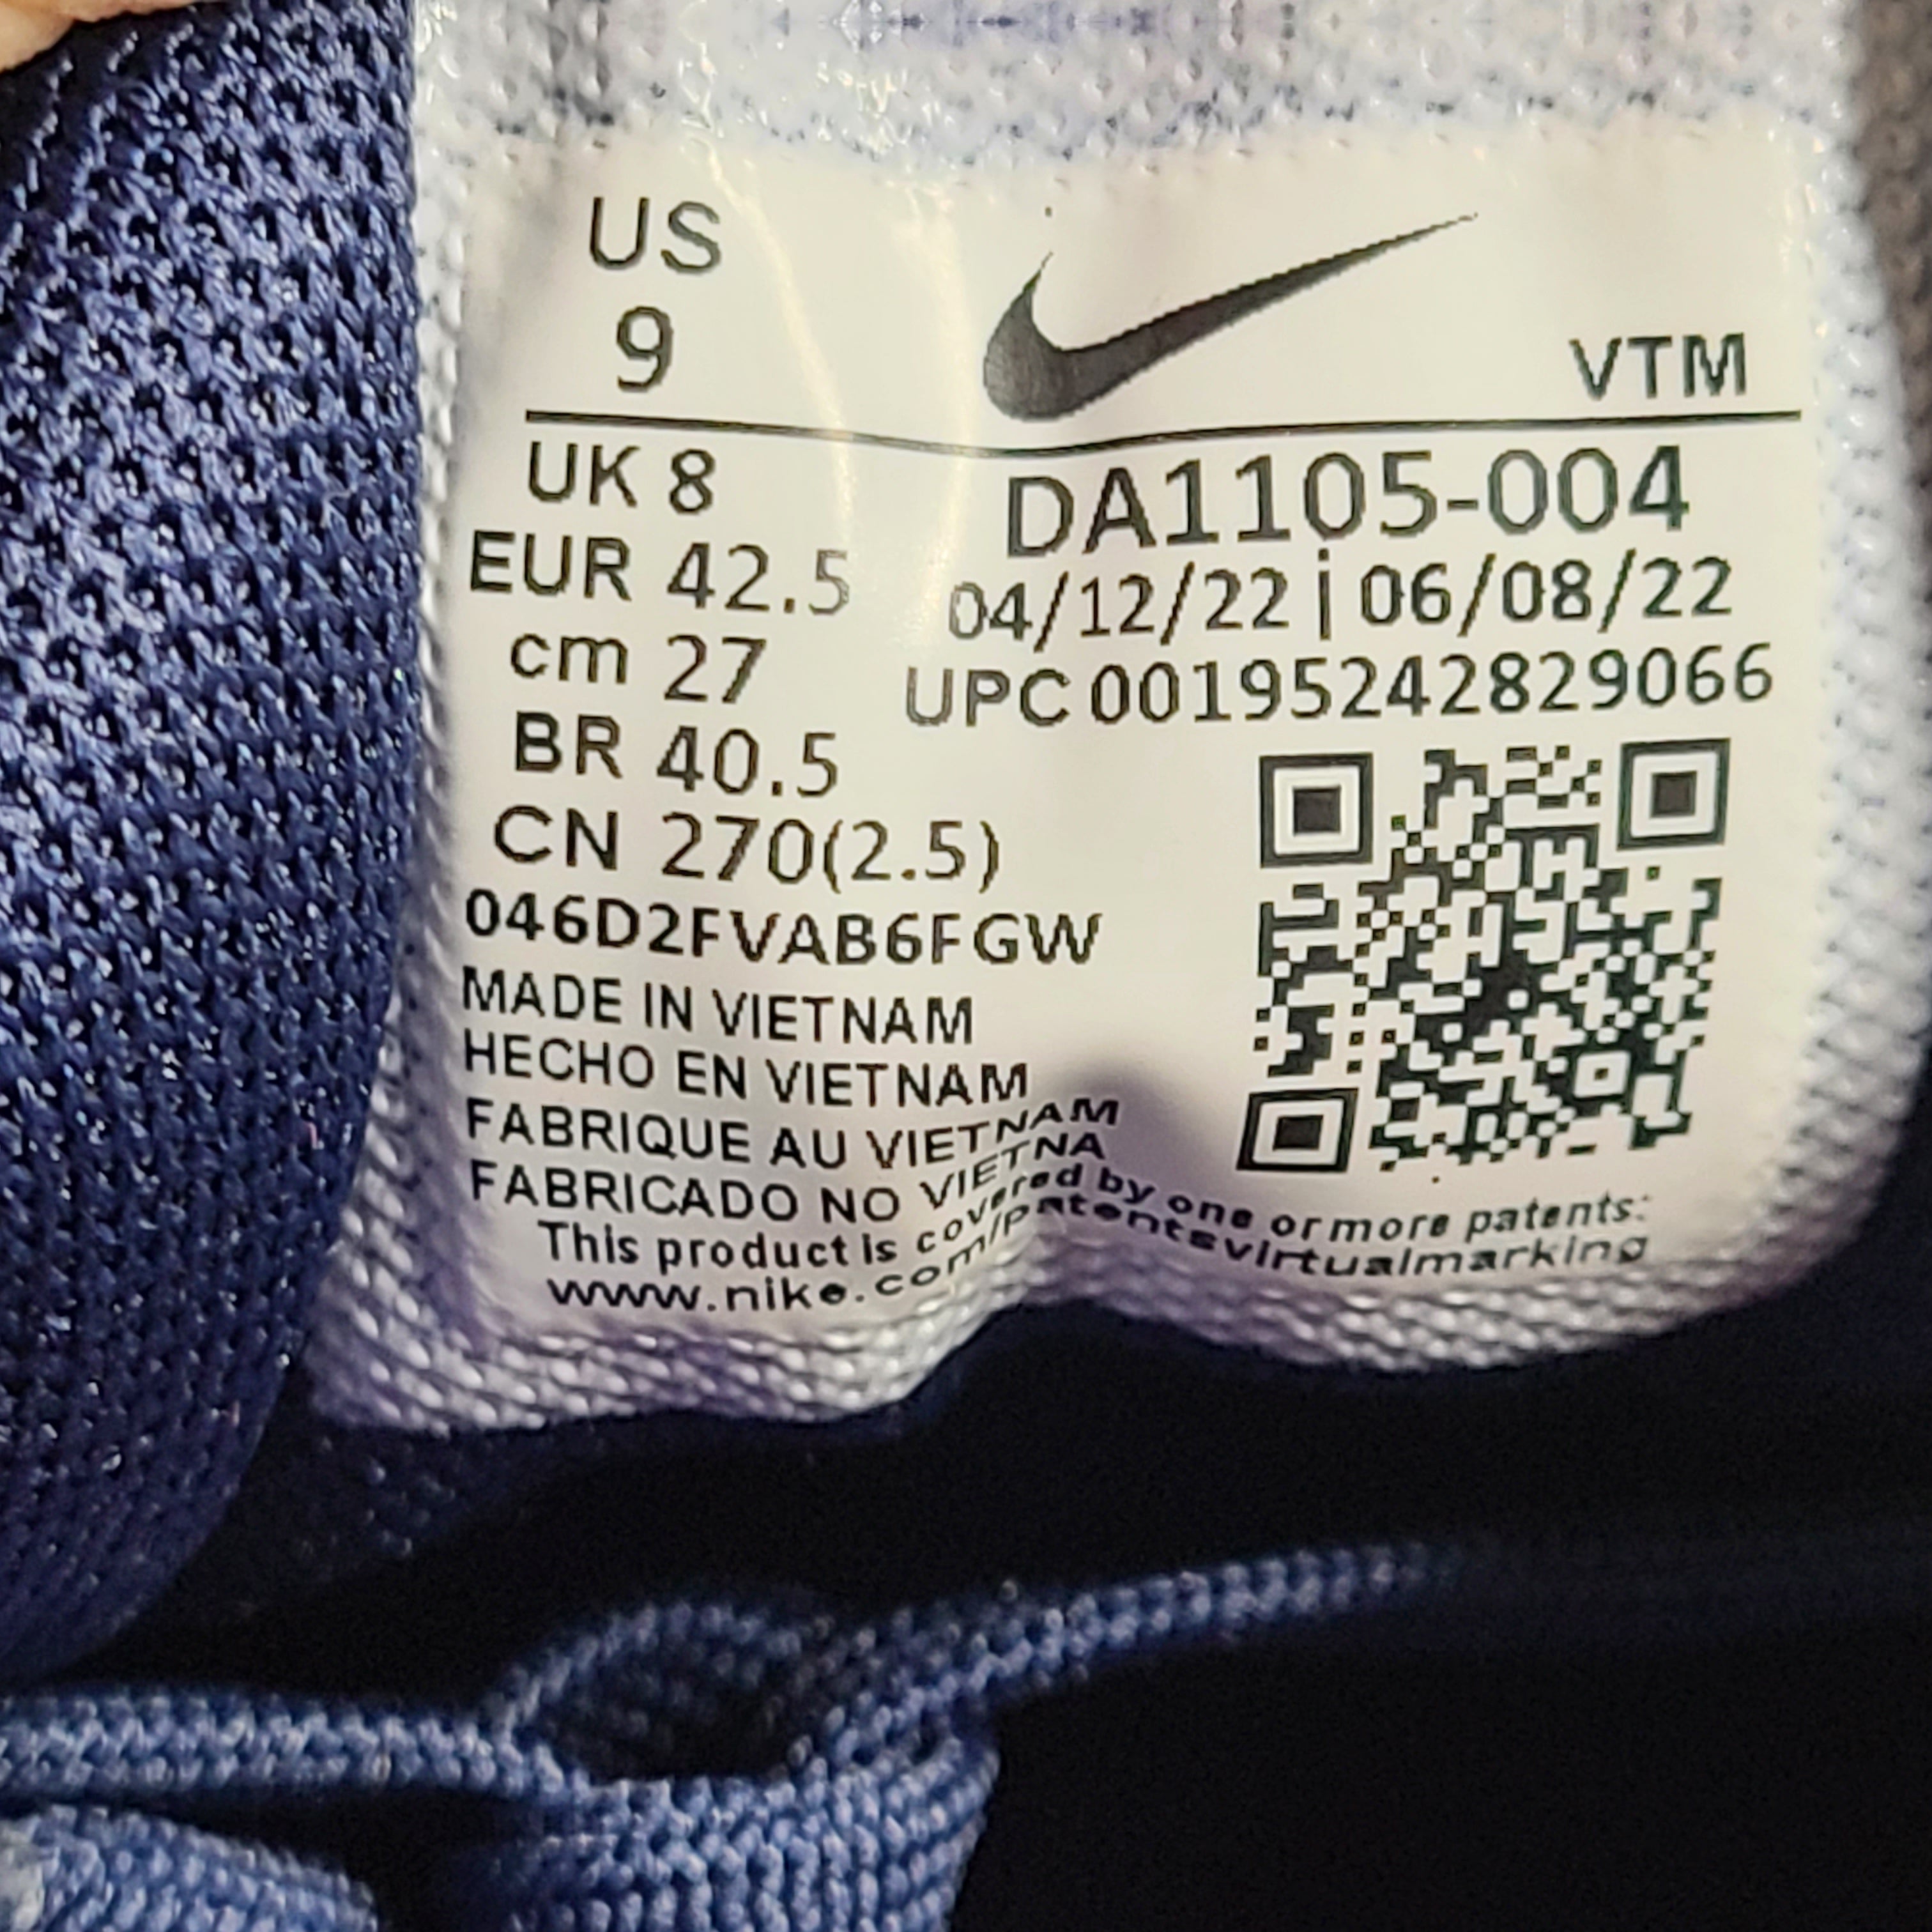 US
9
VTM
UK 8
EUR 42.5
cm 27
BR 40.5
CN 270(2.5)
DA1105-004
04/12/22 | 06/08/22
UPC 00195242829066
046D2FVAB6FGW
MADE IN VIETNAM
HECHO EN VIETNAM
FABRIQUE AU VIETNAM
FABRICADO NO VIETNA
This product is covered by one or more patents:
www.nike.com/patentsvirtualmarking